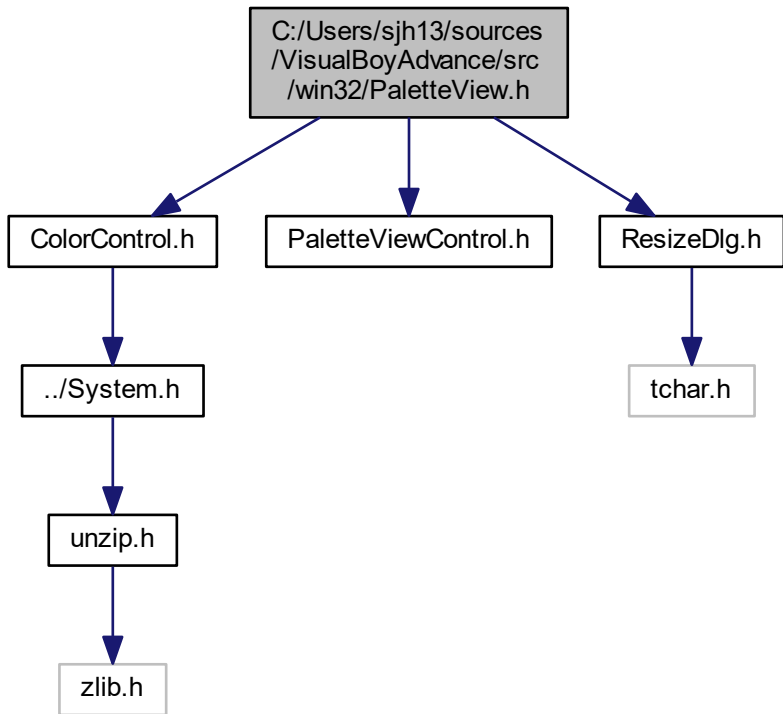 C:/Users/sjh13/sources
/VisualBoyAdvance/src
/win32/PaletteView.h
ColorControl.h
PaletteViewControl.h
ResizeDlg.h
../System.h
tchar.h
unzip.h
zlib.h